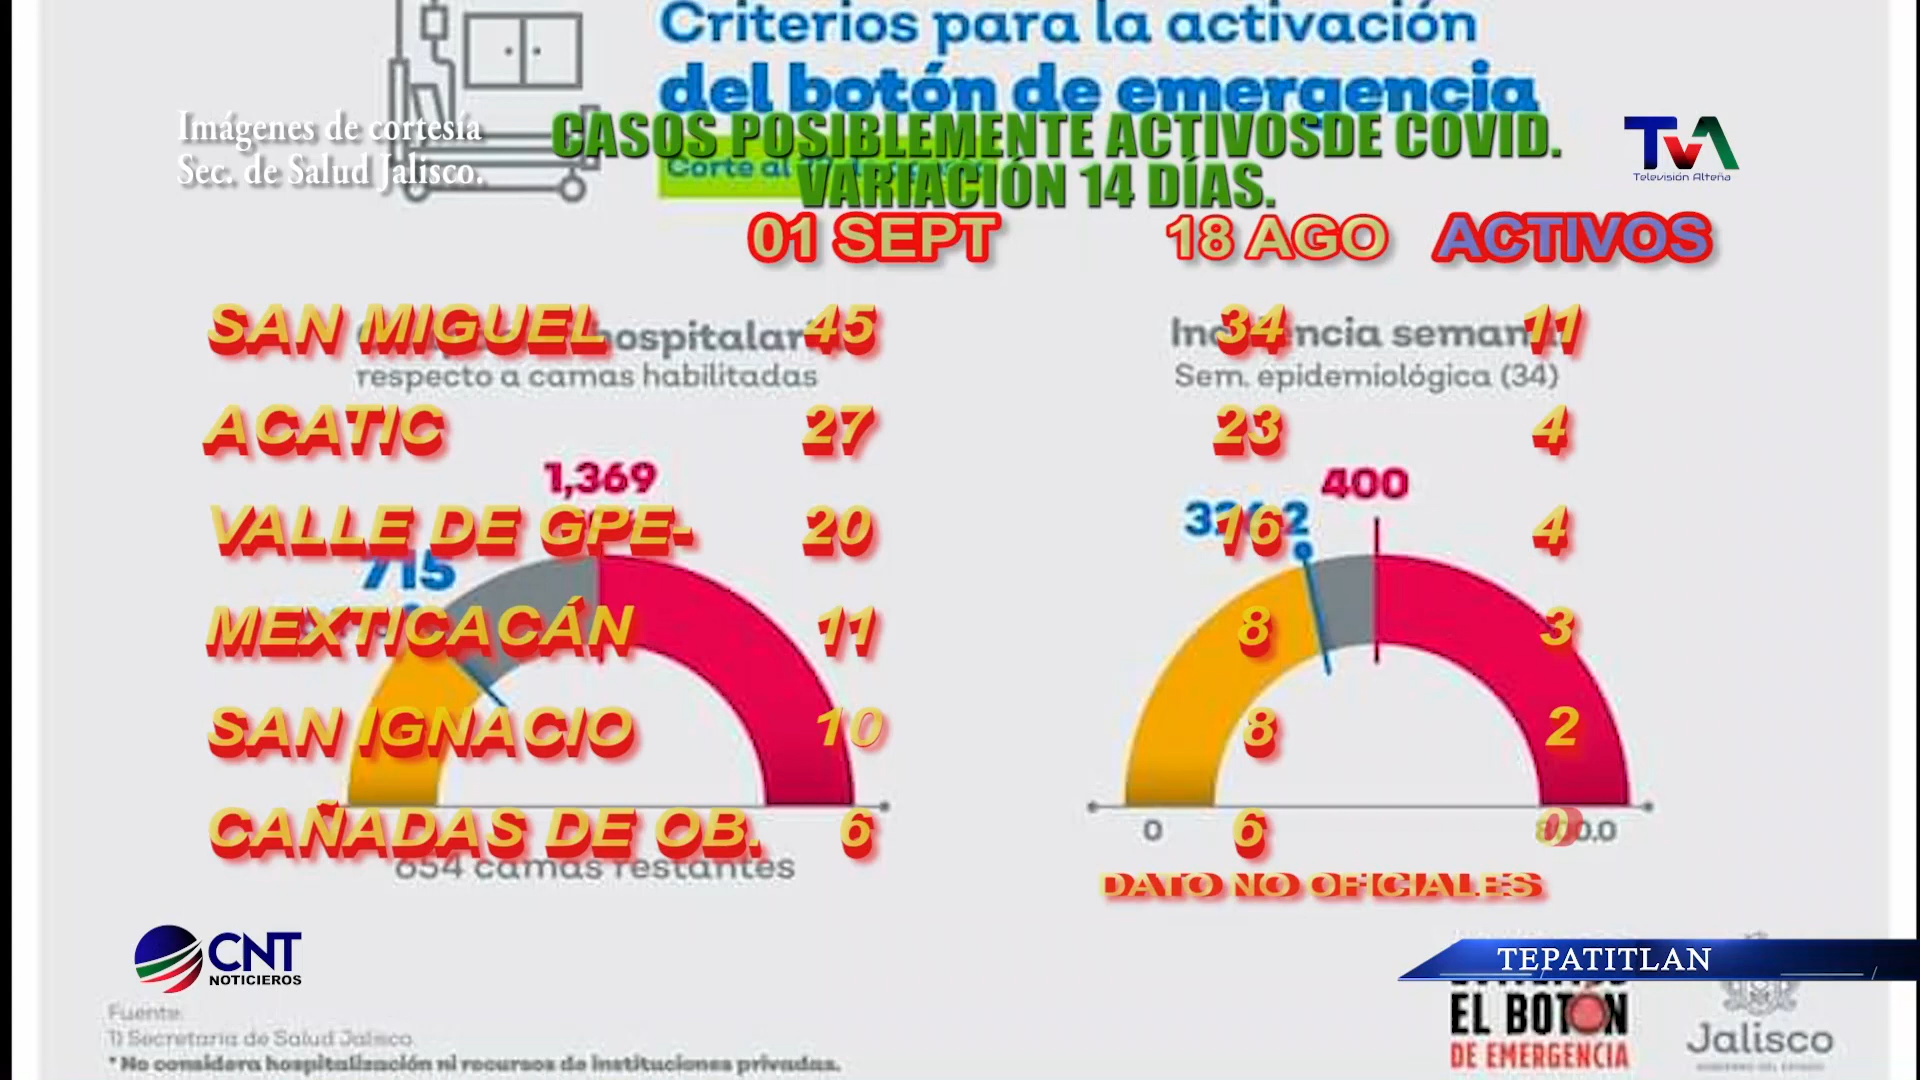 Criterios para la activación
del botón de emergencia
Imágenes de cortesía
Sec. de Salud Jalisco.
CASOS POSIBLEMENTE ACTIVOSDE COVID.
Corte al
VARIACIÓN 14 DÍAS.
TVA
Televisión Alteña
01 SEPT 18 AGO ACTIVOS
SAN MIGUEL 45 34 11
respecto a camas habilitadas
Sem. epidemiológica (34)
ACATIC 27 23 4
1,369
400
VALLE DE GPE- 20 16 4
715
MEXTICACÁN 11 8 3
SAN IGNACIO 10 8 2
CAÑADAS DE OB. 6 6 0
0
654 camas restantes
DATO NO OFICIALES
CNT
NOTICIEROS
TEPATITLAN
EL BOTÓN
DE EMERGENCIA
Jalisco
Fuente:
1) Secretaría de Salud Jalisco
* No considera hospitalización ni recursos de instituciones privadas.